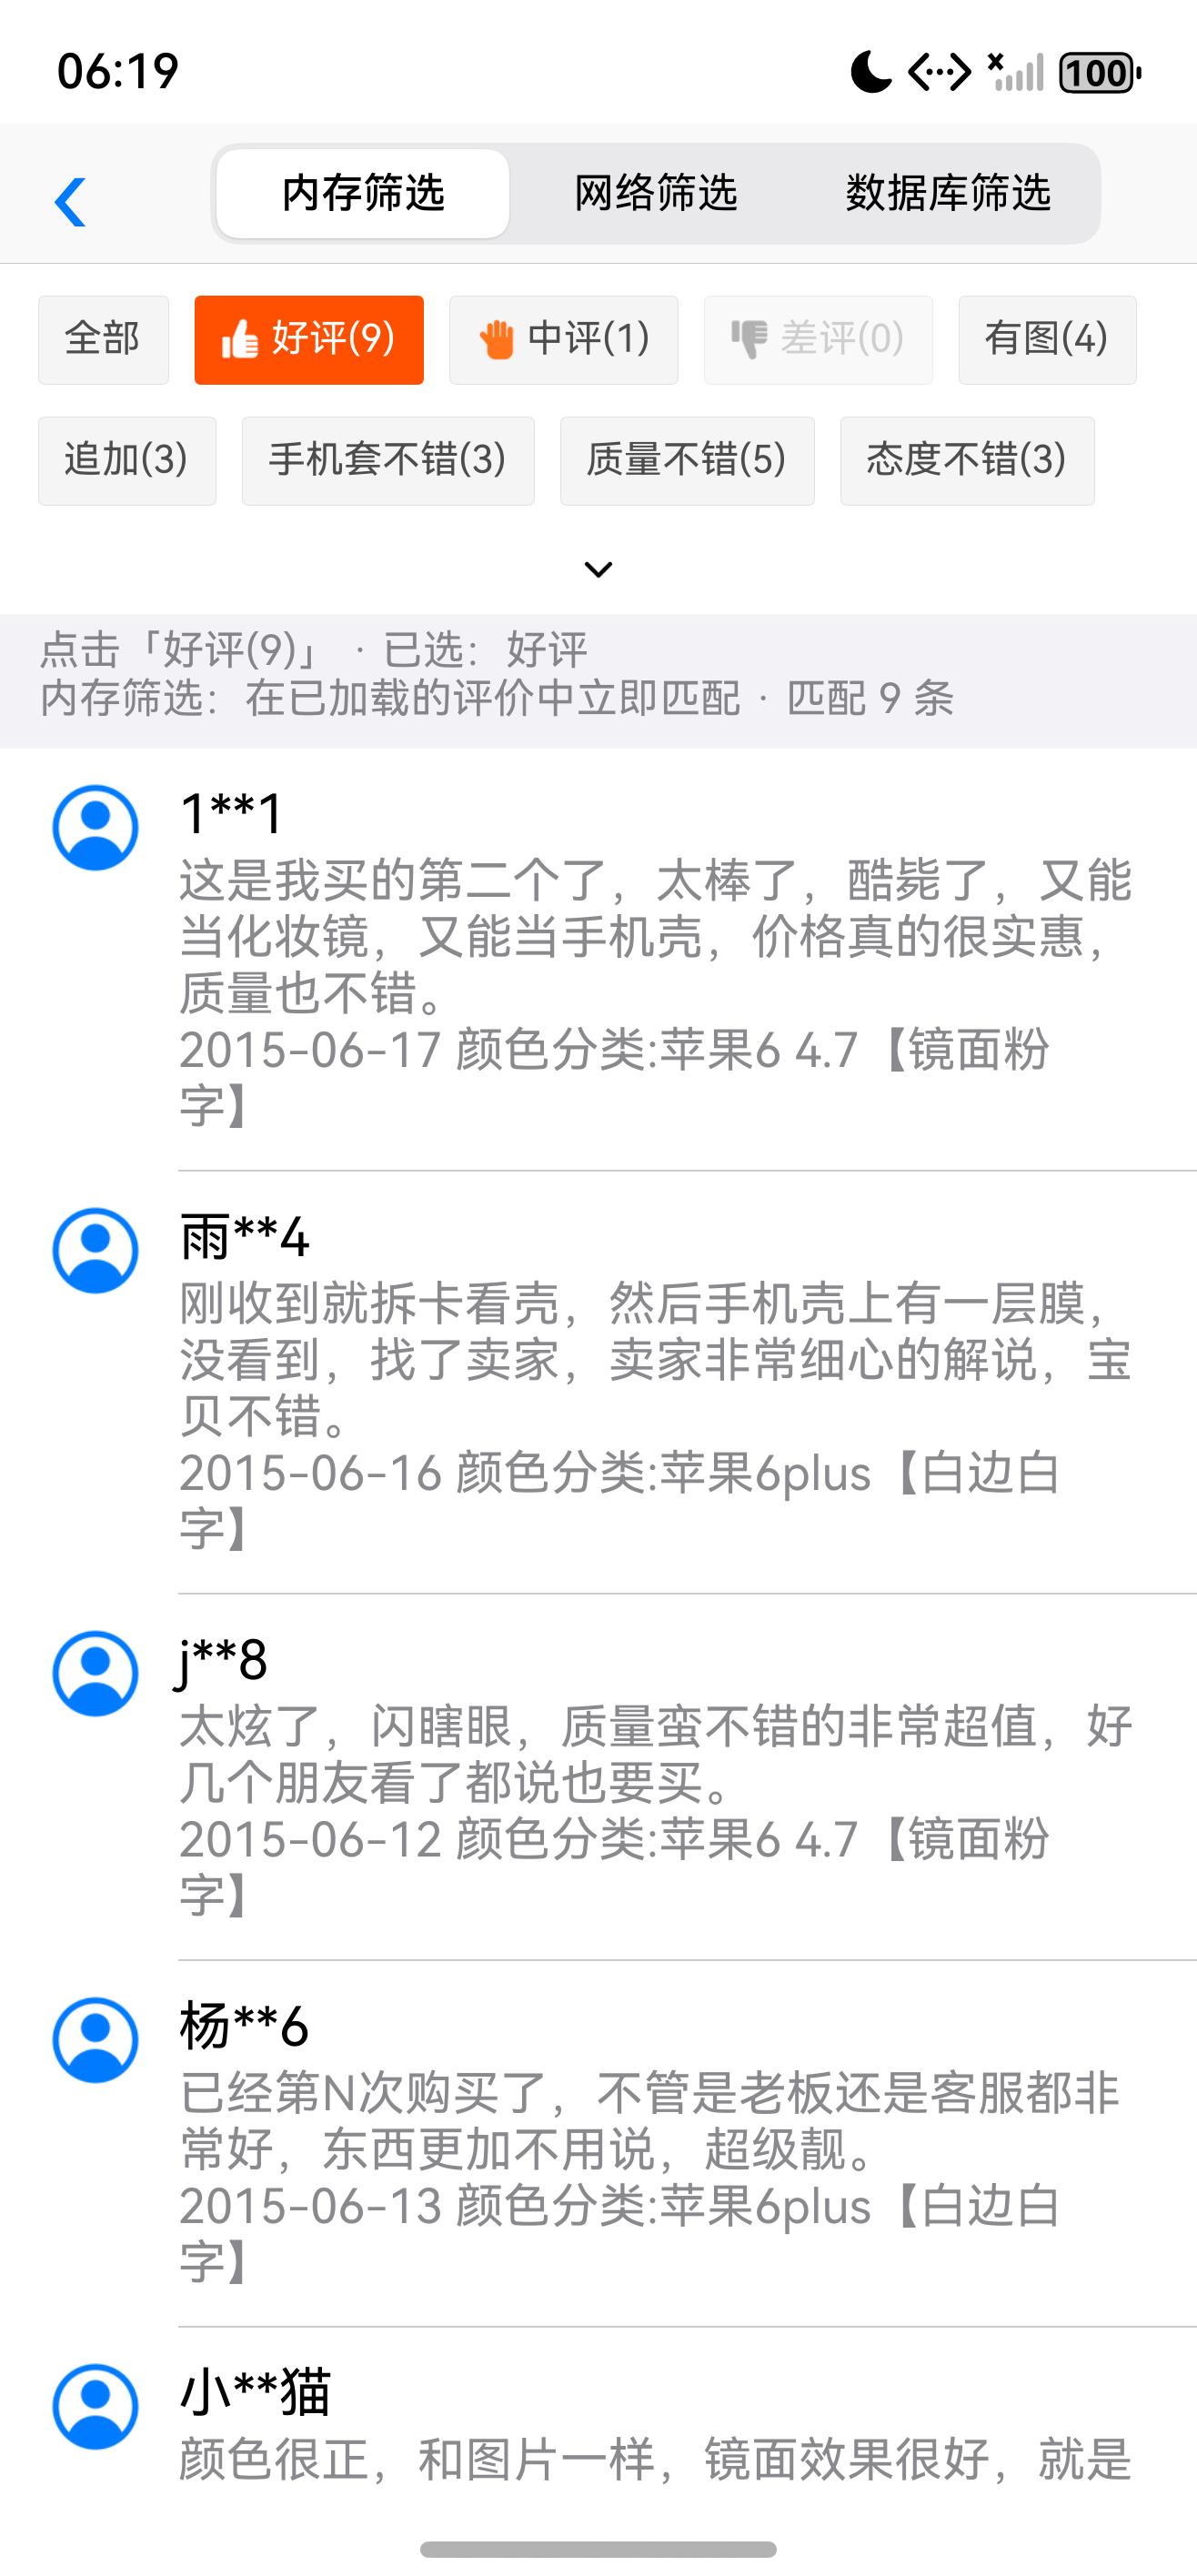 06:19
100
内存筛选 网络筛选 数据库筛选
全部 好评(9) 中评(1) 差评(0) 有图(4)
追加(3) 手机套不错(3) 质量不错(5) 态度不错(3)
点击「好评(9)」 · 已选：好评
内存筛选：在已加载的评价中立即匹配 · 匹配 9 条
1**1
这是我买的第二个了，太棒了，酷毙了，又能
当化妆镜，又能当手机壳，价格真的很实惠，
质量也不错。
2015-06-17 颜色分类:苹果6 4.7【镜面粉
字】
雨**4
刚收到就拆卡看壳，然后手机壳上有一层膜，
没看到，找了卖家，卖家非常细心的解说，宝
贝不错。
2015-06-16 颜色分类:苹果6plus【白边白
字】
j**8
太炫了，闪瞎眼，质量蛮不错的非常超值，好
几个朋友看了都说也要买。
2015-06-12 颜色分类:苹果6 4.7【镜面粉
字】
杨**6
已经第N次购买了，不管是老板还是客服都非
常好，东西更加不用说，超级靓。
2015-06-13 颜色分类:苹果6plus【白边白
字】
小**猫
颜色很正，和图片一样，镜面效果很好，就是